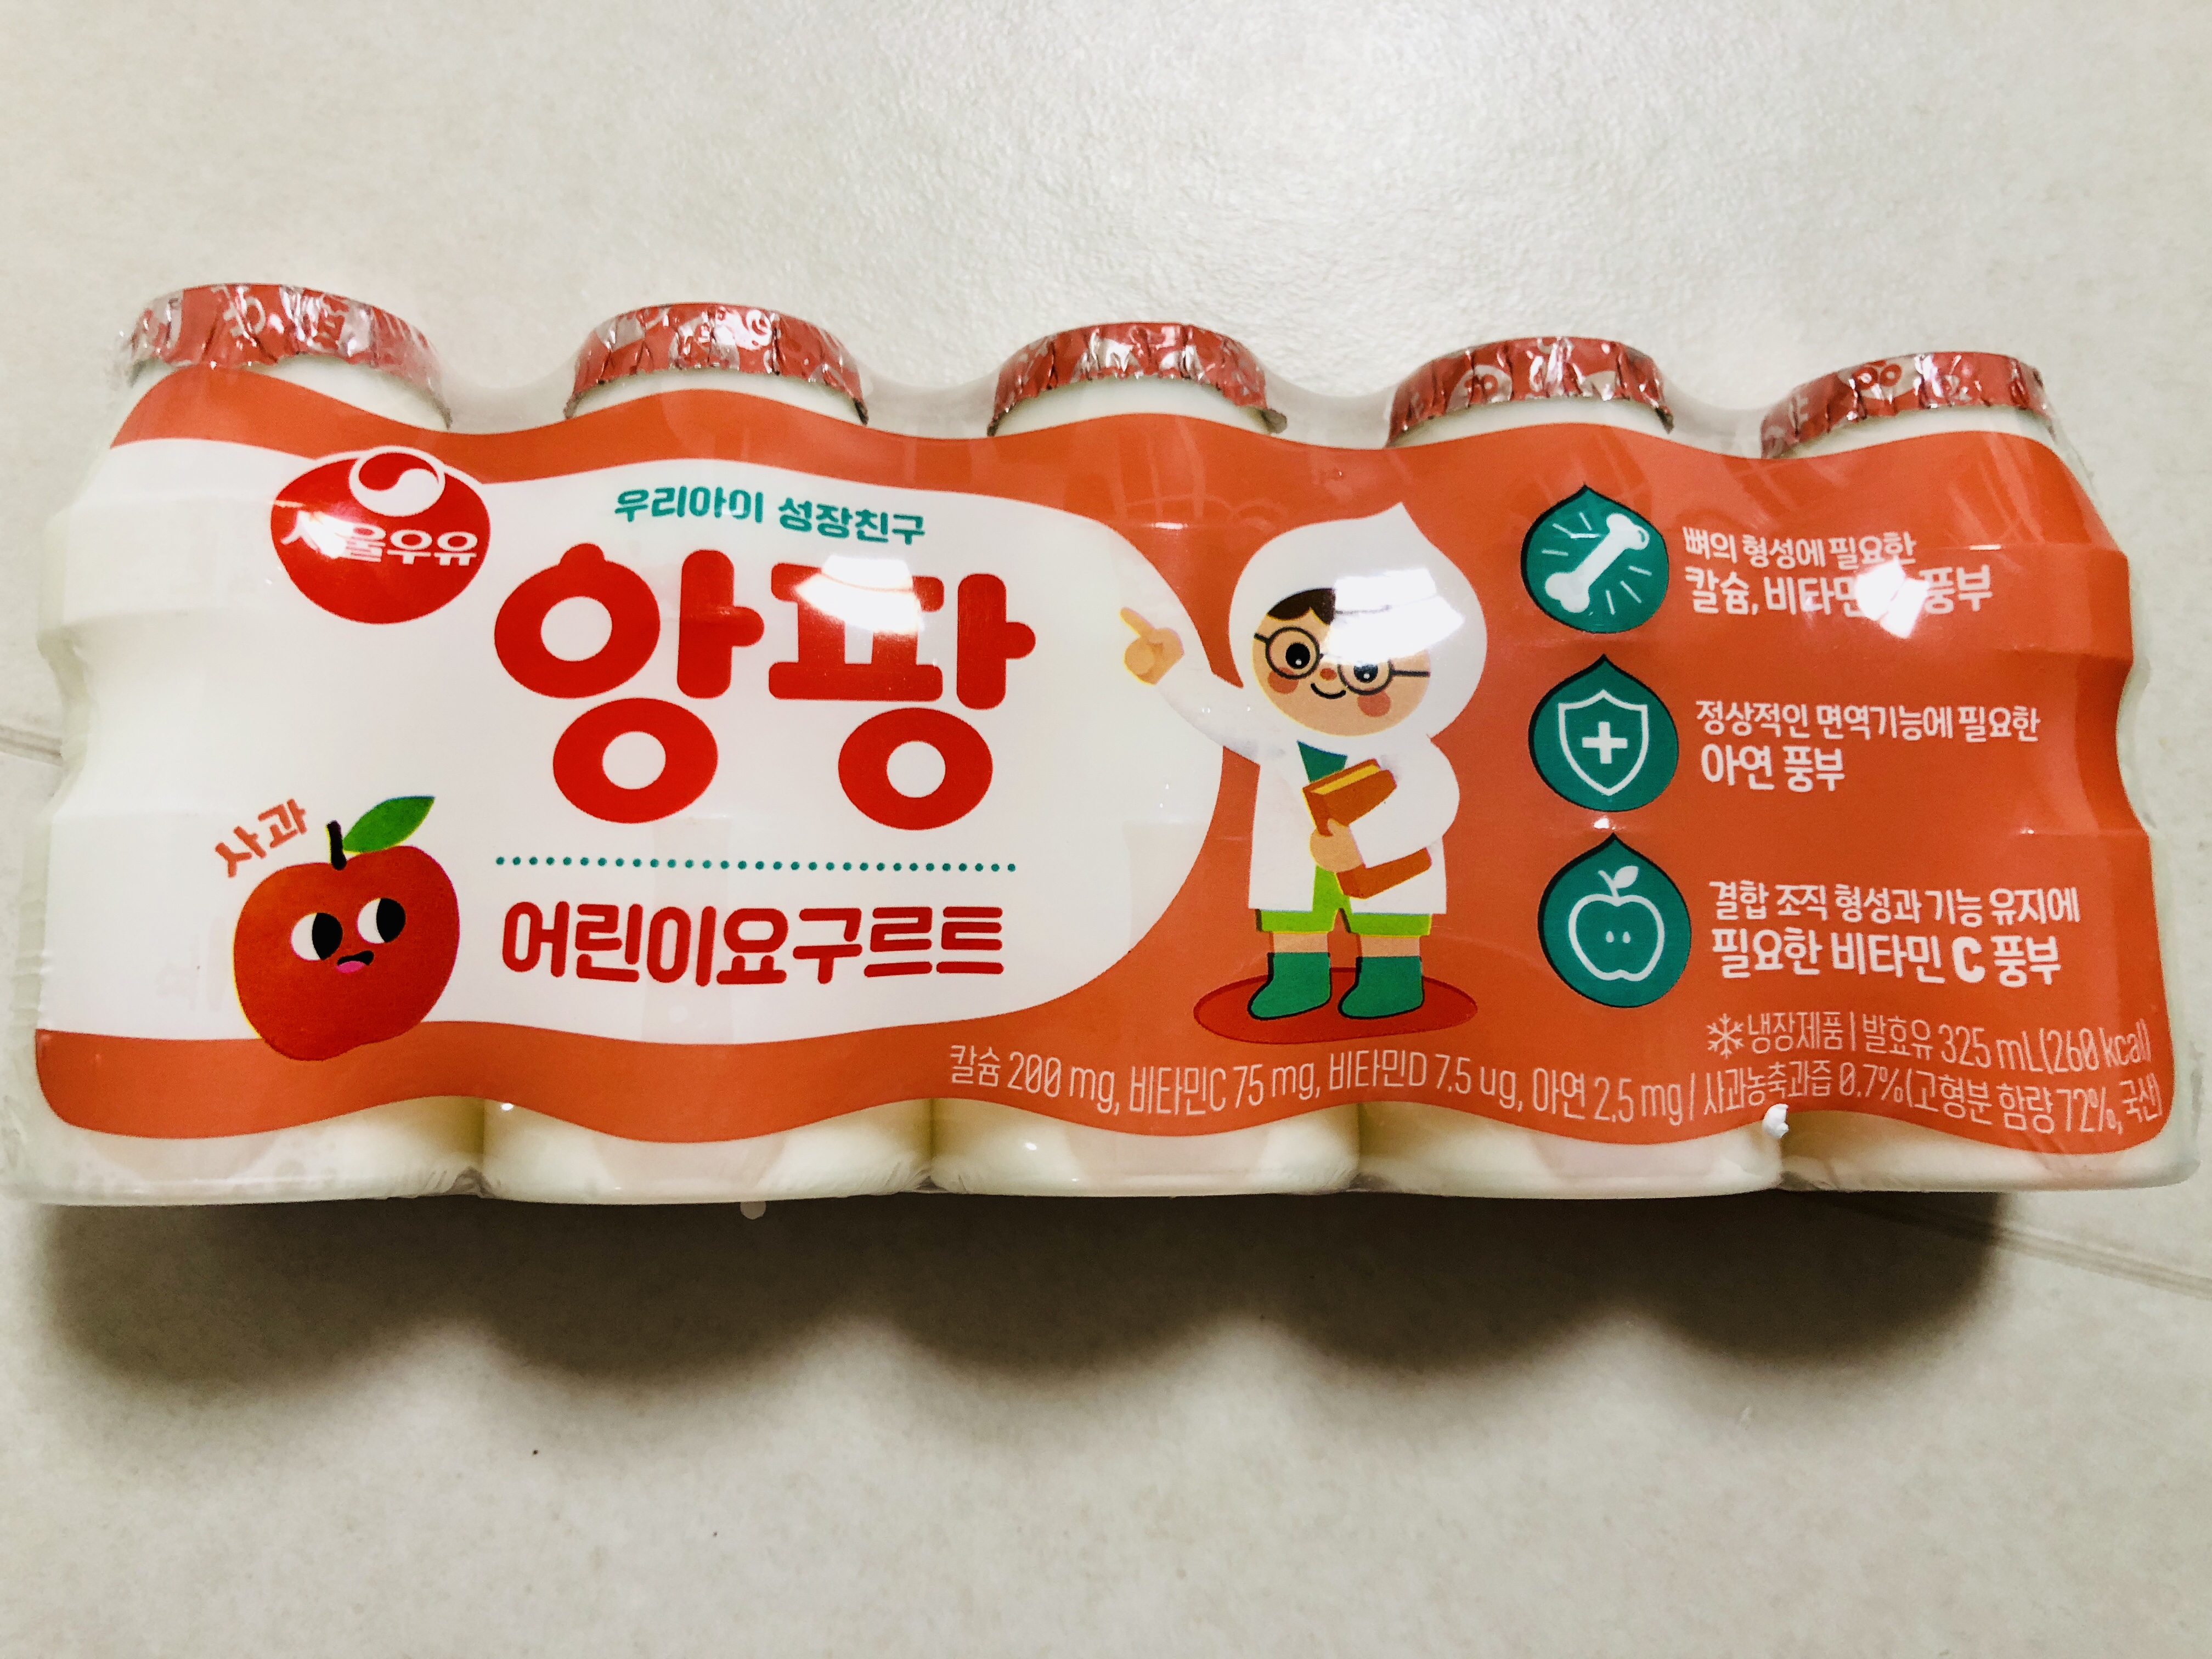 서울우유
우리아이 성장친구
앙팡
사과
어린이요구르트
뼈의 형성에 필요한
칼슘, 비타민 풍부
정상적인 면역기능에 필요한
아연 풍부
결합 조직 형성과 기능 유지에
필요한 비타민 C 풍부
냉장제품 | 발효유 325 mL(260 kcal)
칼슘 200 mg, 비타민C 75 mg, 비타민D 7.5 ug, 아연 2.5 mg / 사과농축과즙 0.7%(고형분 함량 72%, 국산)